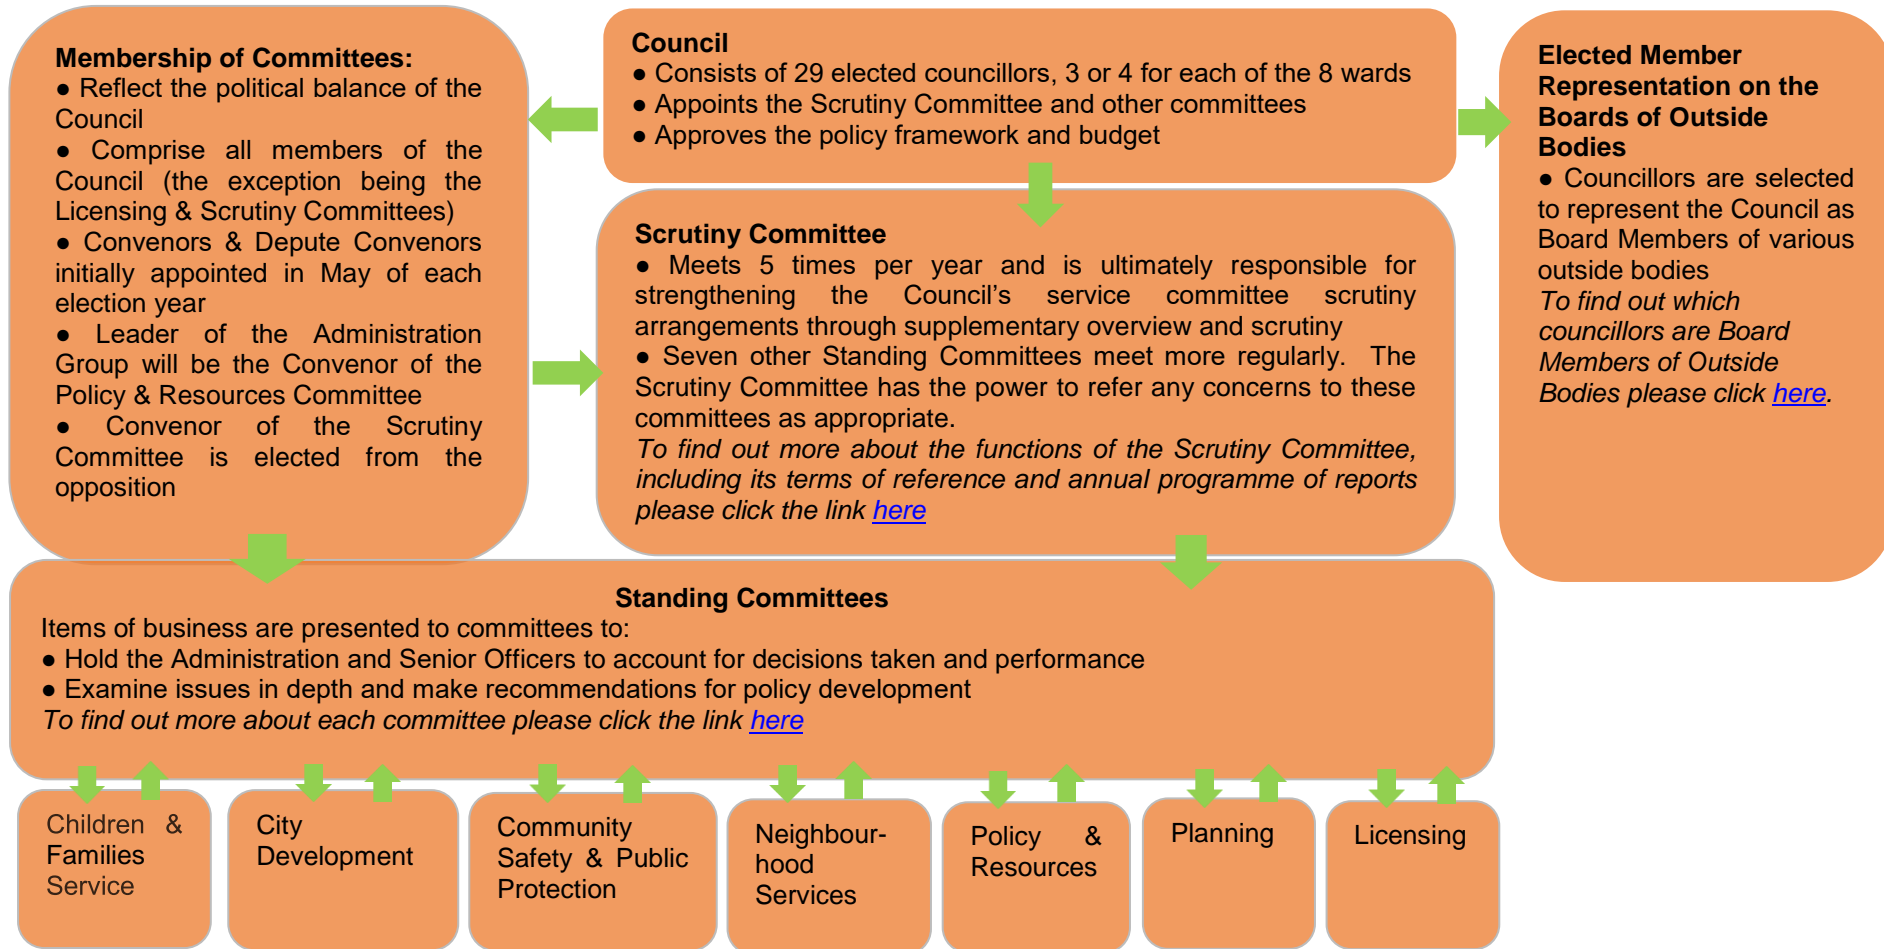 Membership of Committees:
● Reflect the political balance of the
Council
● Comprise all members of the
Council (the exception being the
Licensing & Scrutiny Committees)
● Convenors & Depute Convenors
initially appointed in May of each
election year
● Leader of the Administration
Group will be the Convenor of the
Policy & Resources Committee
● Convenor of the Scrutiny
Committee is elected from the
opposition
Council
● Consists of 29 elected councillors, 3 or 4 for each of the 8 wards
● Appoints the Scrutiny Committee and other committees
● Approves the policy framework and budget
Scrutiny Committee
● Meets 5 times per year and is ultimately responsible for
strengthening the Council’s service committee scrutiny
arrangements through supplementary overview and scrutiny
● Seven other Standing Committees meet more regularly. The
Scrutiny Committee has the power to refer any concerns to these
committees as appropriate.
To find out more about the functions of the Scrutiny Committee,
including its terms of reference and annual programme of reports
please click the link here
Elected Member
Representation on the
Boards of Outside
Bodies
● Councillors are selected
to represent the Council as
Board Members of various
outside bodies
To find out which
councillors are Board
Members of Outside
Bodies please click here.
Standing Committees
Items of business are presented to committees to:
● Hold the Administration and Senior Officers to account for decisions taken and performance
● Examine issues in depth and make recommendations for policy development
To find out more about each committee please click the link here
Children &
Families
Service
City
Development
Community
Safety & Public
Protection
Neighbour-
hood
Services
Policy &
Resources
Planning
Licensing